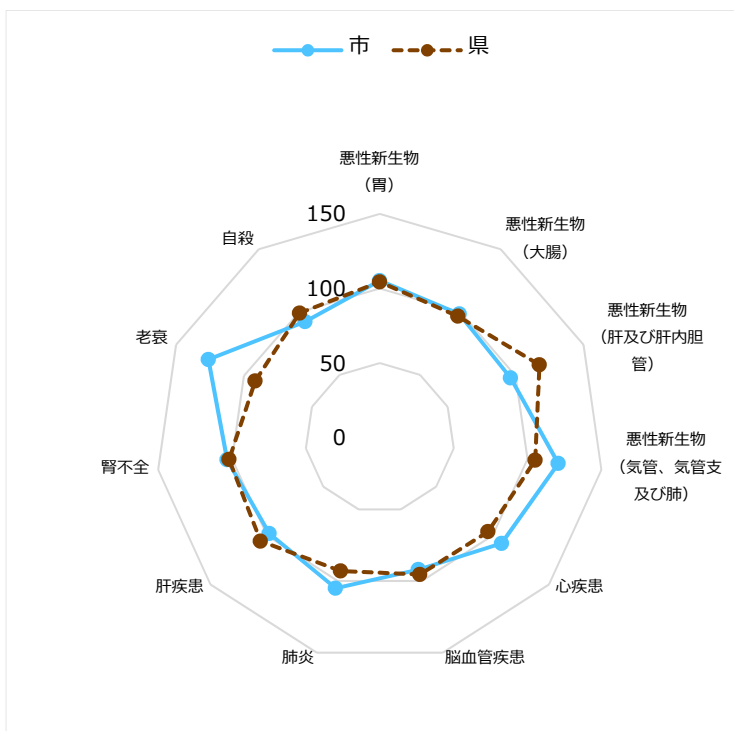 市
県
悪性新生物
（胃）
悪性新生物
（大腸）
悪性新生物
（肝及び肝内胆
管）
悪性新生物
（気管、気管支
及び肺）
心疾患
脳血管疾患
肺炎
肝疾患
腎不全
老衰
自殺
150
100
50
0